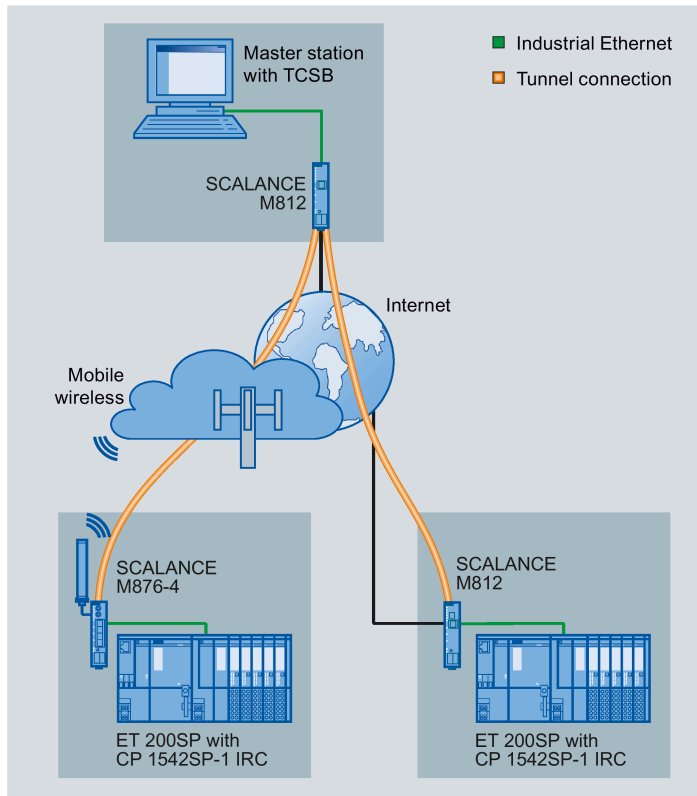 Master station
with TCSB
Industrial Ethernet
Tunnel connection
SCALANCE
M812
Internet
Mobile
wireless
SCALANCE
M876-4
SCALANCE
M812
ET 200SP with
CP 1542SP-1 IRC
ET 200SP with
CP 1542SP-1 IRC